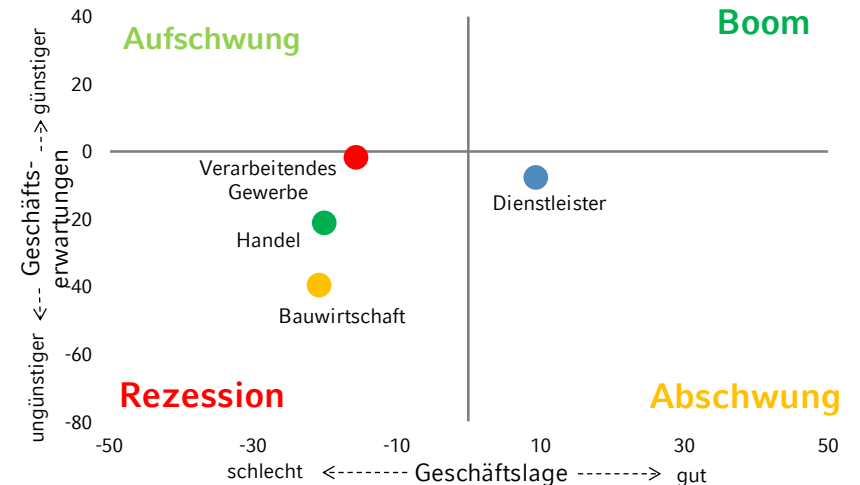 Aufschwung
Boom
40
20
0
-20
-40
-60
-80
ungünstiger <--- Geschäfts- ---> günstiger
erwartungen
Verarbeitendes
Gewerbe
Handel
Bauwirtschaft
Dienstleister
Rezession
Abschwung
-50 -30 -10 10 30 50
schlecht <-------- Geschäftslage --------> gut